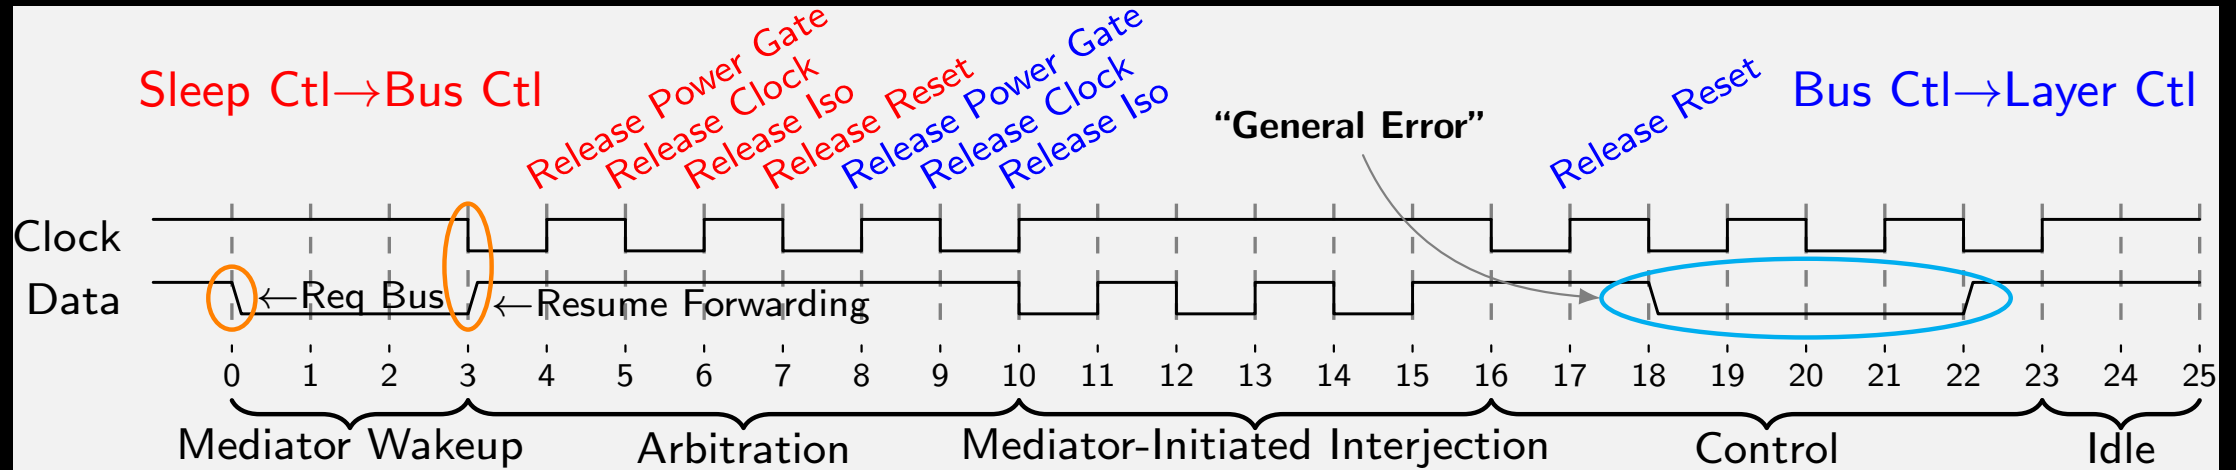 Sleep Ctl→Bus Ctl
Release Power Gate
Release Clock
Release Iso
Release Reset
Release Power Gate
Release Clock
Release Iso
“General Error”
Release Reset
Bus Ctl→Layer Ctl
Clock
Data
←Req Bus
←Resume Forwarding
0 1 2 3 4 5 6 7 8 9 10 11 12 13 14 15 16 17 18 19 20 21 22 23 24 25
Mediator Wakeup
Arbitration
Mediator-Initiated Interjection
Control
Idle